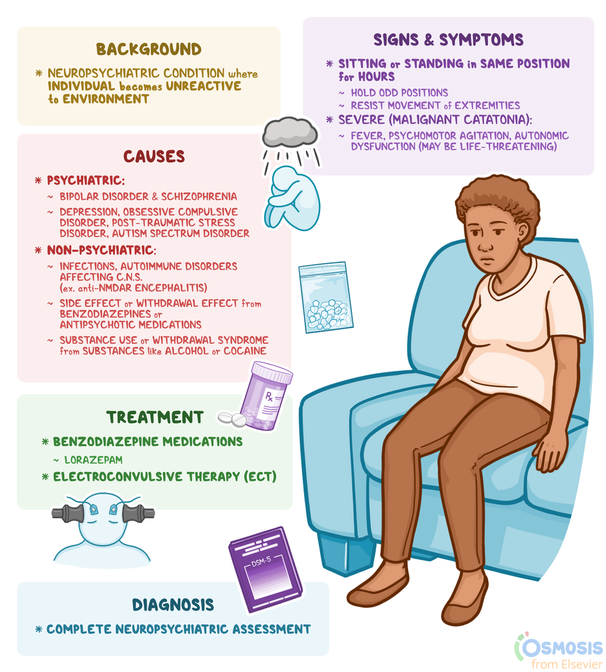 BACKGROUND
* NEUROPSYCHIATRIC CONDITION where
INDIVIDUAL becomes UNREACTIVE
to ENVIRONMENT
CAUSES
* PSYCHIATRIC:
~ BIPOLAR DISORDER & SCHIZOPHRENIA
~ DEPRESSION, OBSESSIVE COMPULSIVE
DISORDER, POST-TRAUMATIC STRESS
DISORDER, AUTISM SPECTRUM DISORDER
* NON-PSYCHIATRIC:
~ INFECTIONS, AUTOIMMUNE DISORDERS
AFFECTING C.N.S.
(ex. anti-NMDAR ENCEPHALITIS)
~ SIDE EFFECT or WITHDRAWAL EFFECT from
BENZODIAZEPINES or
ANTIPSYCHOTIC MEDICATIONS
~ SUBSTANCE USE or WITHDRAWAL SYNDROME
from SUBSTANCES like ALCOHOL or COCAINE
Rx
TREATMENT
* BENZODIAZEPINE MEDICATIONS
~ LORAZEPAM
* ELECTROCONVULSIVE THERAPY (ECT)
DSM-5
DIAGNOSIS
* COMPLETE NEUROPSYCHIATRIC ASSESSMENT
SIGNS & SYMPTOMS
* SITTING or STANDING in SAME POSITION
for HOURS
~ HOLD ODD POSITIONS
~ RESIST MOVEMENT of EXTREMITIES
* SEVERE (MALIGNANT CATATONIA):
~ FEVER, PSYCHOMOTOR AGITATION, AUTONOMIC
DYSFUNCTION (MAY BE LIFE-THREATENING)
OSMOSIS
from Elsevier